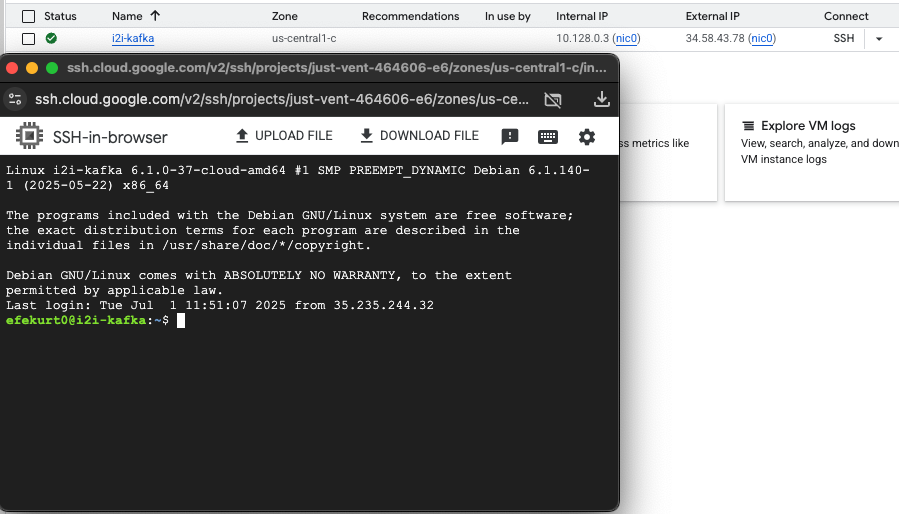 Status Name ↑ Zone Recommendations In use by Internal IP External IP Connect
i2i-kafka us-central1-c 10.128.0.3 (nic0) 34.58.43.78 (nic0) SSH
ssh.cloud.google.com/v2/ssh/projects/just-vent-464606-e6/zones/us-central1-c/in...
ssh.cloud.google.com/v2/ssh/projects/just-vent-464606-e6/zones/us-ce...
SSH-in-browser UPLOAD FILE DOWNLOAD FILE
Linux i2i-kafka 6.1.0-37-cloud-amd64 #1 SMP PREEMPT_DYNAMIC Debian 6.1.140-
1 (2025-05-22) x86_64
The programs included with the Debian GNU/Linux system are free software;
the exact distribution terms for each program are described in the
individual files in /usr/share/doc/*/copyright.
Debian GNU/Linux comes with ABSOLUTELY NO WARRANTY, to the extent
permitted by applicable law.
Last login: Tue Jul  1 11:51:07 2025 from 35.235.244.32
efekurt0@i2i-kafka:~$
metrics like
Explore VM logs
View, search, analyze, and down
VM instance logs